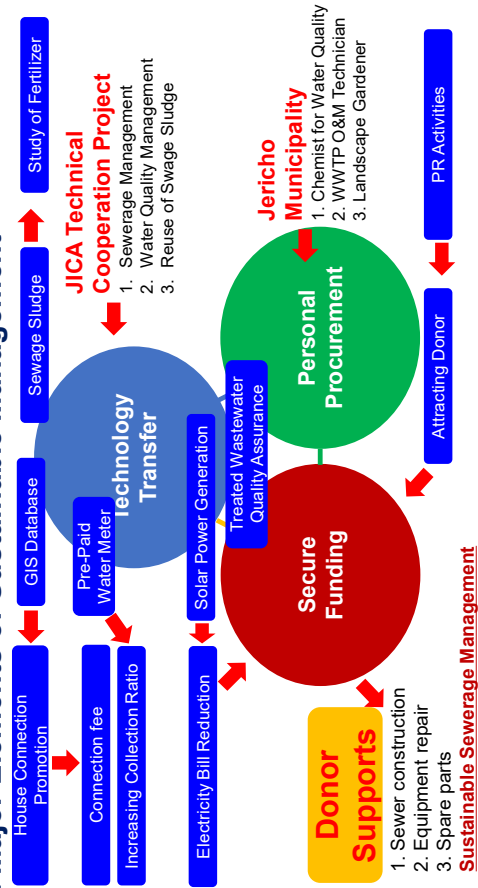 Major Elements of Sustainable Management
House Connection
Promotion
GIS Database
Sewage Sludge
Study of Fertilizer
Connection fee
Pre-Paid
Water Meter
Increasing Collection Ratio
Technology
Transfer
JICA Technical
Cooperation Project
1. Sewerage Management
2. Water Quality Management
3. Reuse of Swage Sludge
Electricity Bill Reduction
Solar Power Generation
Treated Wastewater
Quality Assurance
Jericho
Municipality
1. Chemist for Water Quality
2. WWTP O&M Technician
3. Landscape Gardener
Secure
Funding
Personal
Procurement
Donor
Supports
1. Sewer construction
2. Equipment repair
3. Spare parts
Sustainable Sewerage Management
Attracting Donor
PR Activities